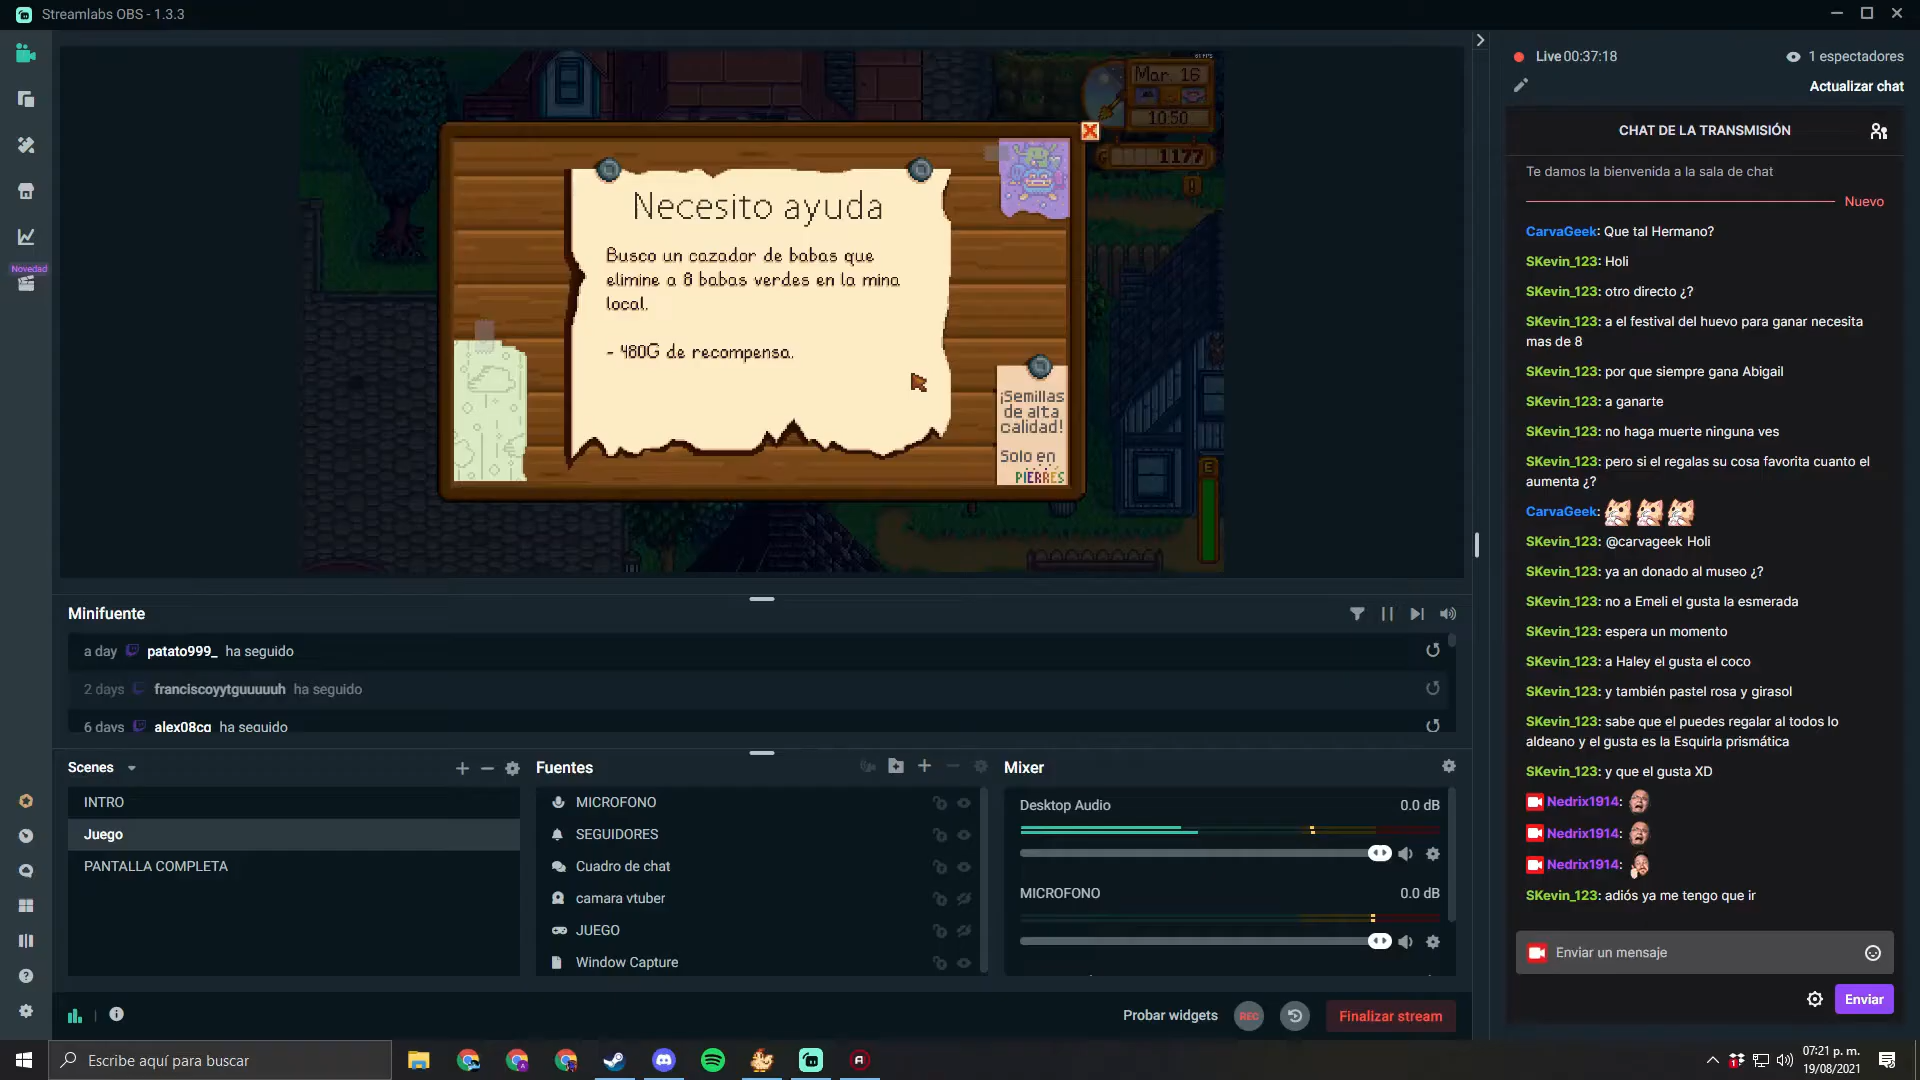 Streamlabs OBS - 1.3.3
61 FPS
Mar. 16
10:50
1177
Necesito ayuda
Busco un cazador de babas que
elimine a 8 babas verdes en la mina
local.
- 480G de recompensa.
¡Semillas
de alta
calidad!
Solo en
PIERRES
E
Novedad
Minifuente
a day patato999_ ha seguido
2 days franciscoyytguuuuuh ha seguido
6 days alex08cg ha seguido
Scenes
INTRO
Juego
PANTALLA COMPLETA
Fuentes
MICROFONO
SEGUIDORES
Cuadro de chat
camara vtuber
JUEGO
Window Capture
Mixer
Desktop Audio 0.0 dB
MICROFONO 0.0 dB
Probar widgets REC Finalizar stream
Live 00:37:18 1 espectadores
Actualizar chat
CHAT DE LA TRANSMISIÓN
Te damos la bienvenida a la sala de chat
Nuevo
CarvaGeek: Que tal Hermano?
SKevin_123: Holi
SKevin_123: otro directo ¿?
SKevin_123: a el festival del huevo para ganar necesita
mas de 8
SKevin_123: por que siempre gana Abigail
SKevin_123: a ganarte
SKevin_123: no haga muerte ninguna ves
SKevin_123: pero si el regalas su cosa favorita cuanto el
aumenta ¿?
CarvaGeek:
SKevin_123: @carvageek Holi
SKevin_123: ya an donado al museo ¿?
SKevin_123: no a Emeli el gusta la esmerada
SKevin_123: espera un momento
SKevin_123: a Haley el gusta el coco
SKevin_123: y también pastel rosa y girasol
SKevin_123: sabe que el puedes regalar al todos lo
aldeano y el gusta es la Esquirla prismática
SKevin_123: y que el gusta XD
Nedrix1914:
Nedrix1914:
Nedrix1914:
SKevin_123: adiós ya me tengo que ir
Enviar un mensaje
Enviar
Escribe aquí para buscar
07:21 p. m.
19/08/2021